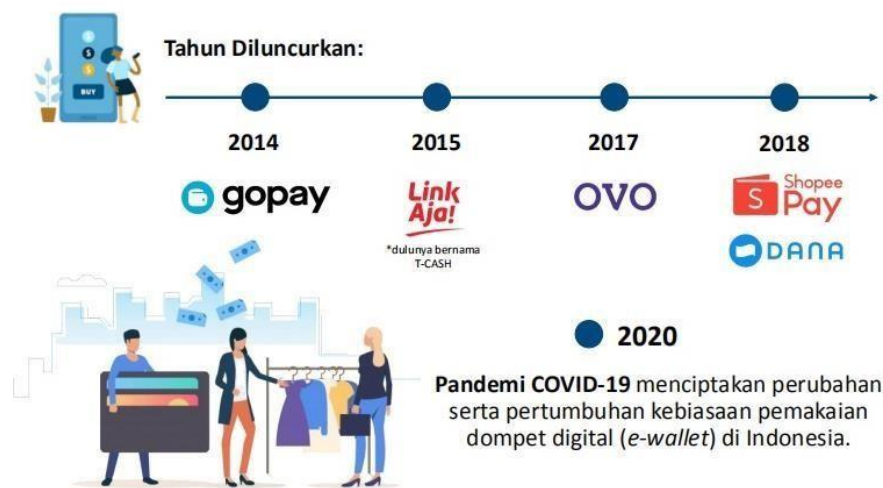 Tahun Diluncurkan:
BUY
2014
2015
2017
2018
gopay
Link
Aja!
*dulunya bernama
T-CASH
OVO
S Shopee
Pay
DANA
2020
Pandemi COVID-19 menciptakan perubahan
serta pertumbuhan kebiasaan pemakaian
dompet digital (e-wallet) di Indonesia.